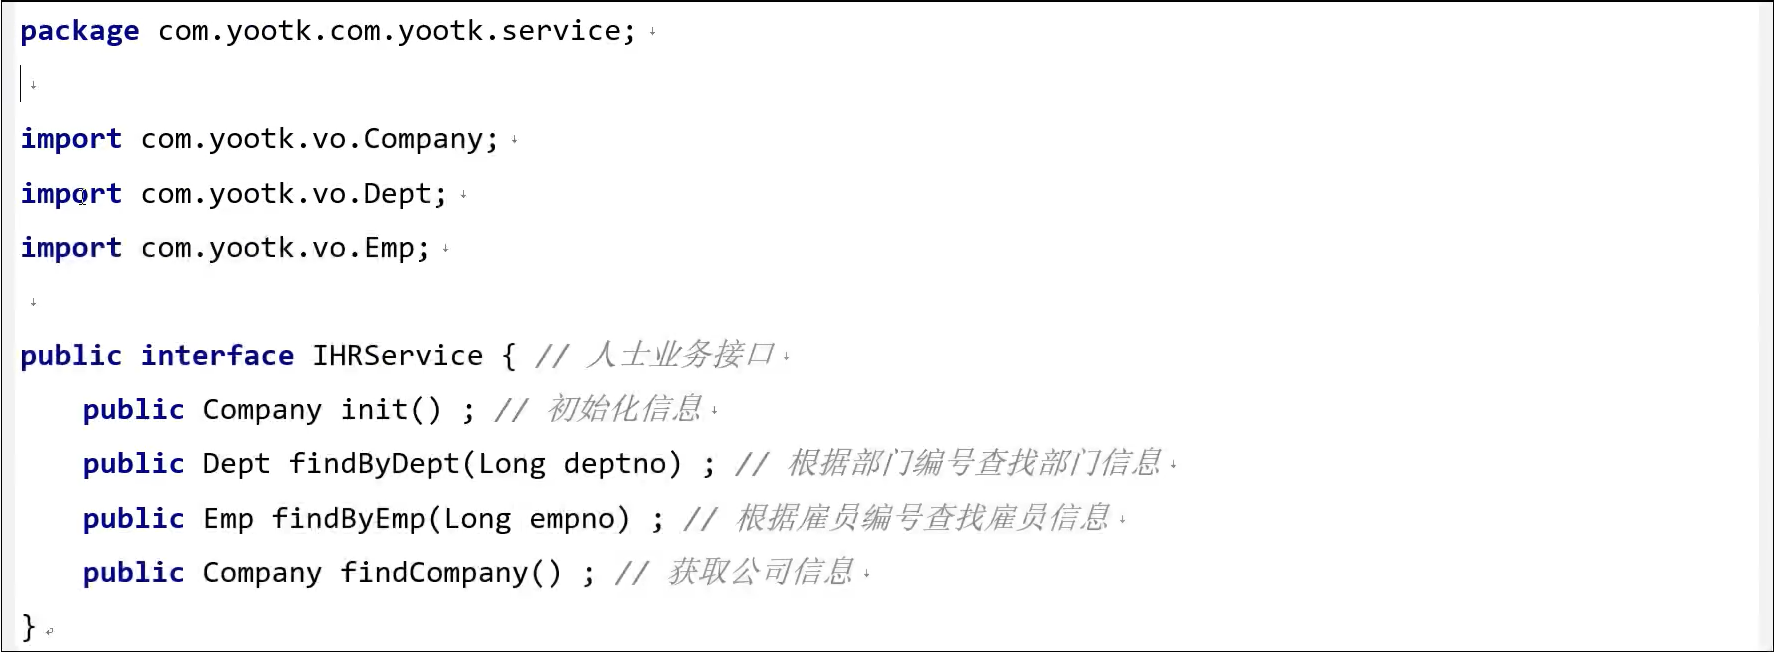 package com.yootk.com.yootk.service;
import com.yootk.vo.Company;
import com.yootk.vo.Dept;
import com.yootk.vo.Emp;
public interface IHRService { // 人士业务接口
public Company init() ; // 初始化信息
public Dept findByDept(Long deptno) ; // 根据部门编号查找部门信息
public Emp findByEmp(Long empno) ; // 根据雇员编号查找雇员信息
public Company findCompany() ; // 获取公司信息
}